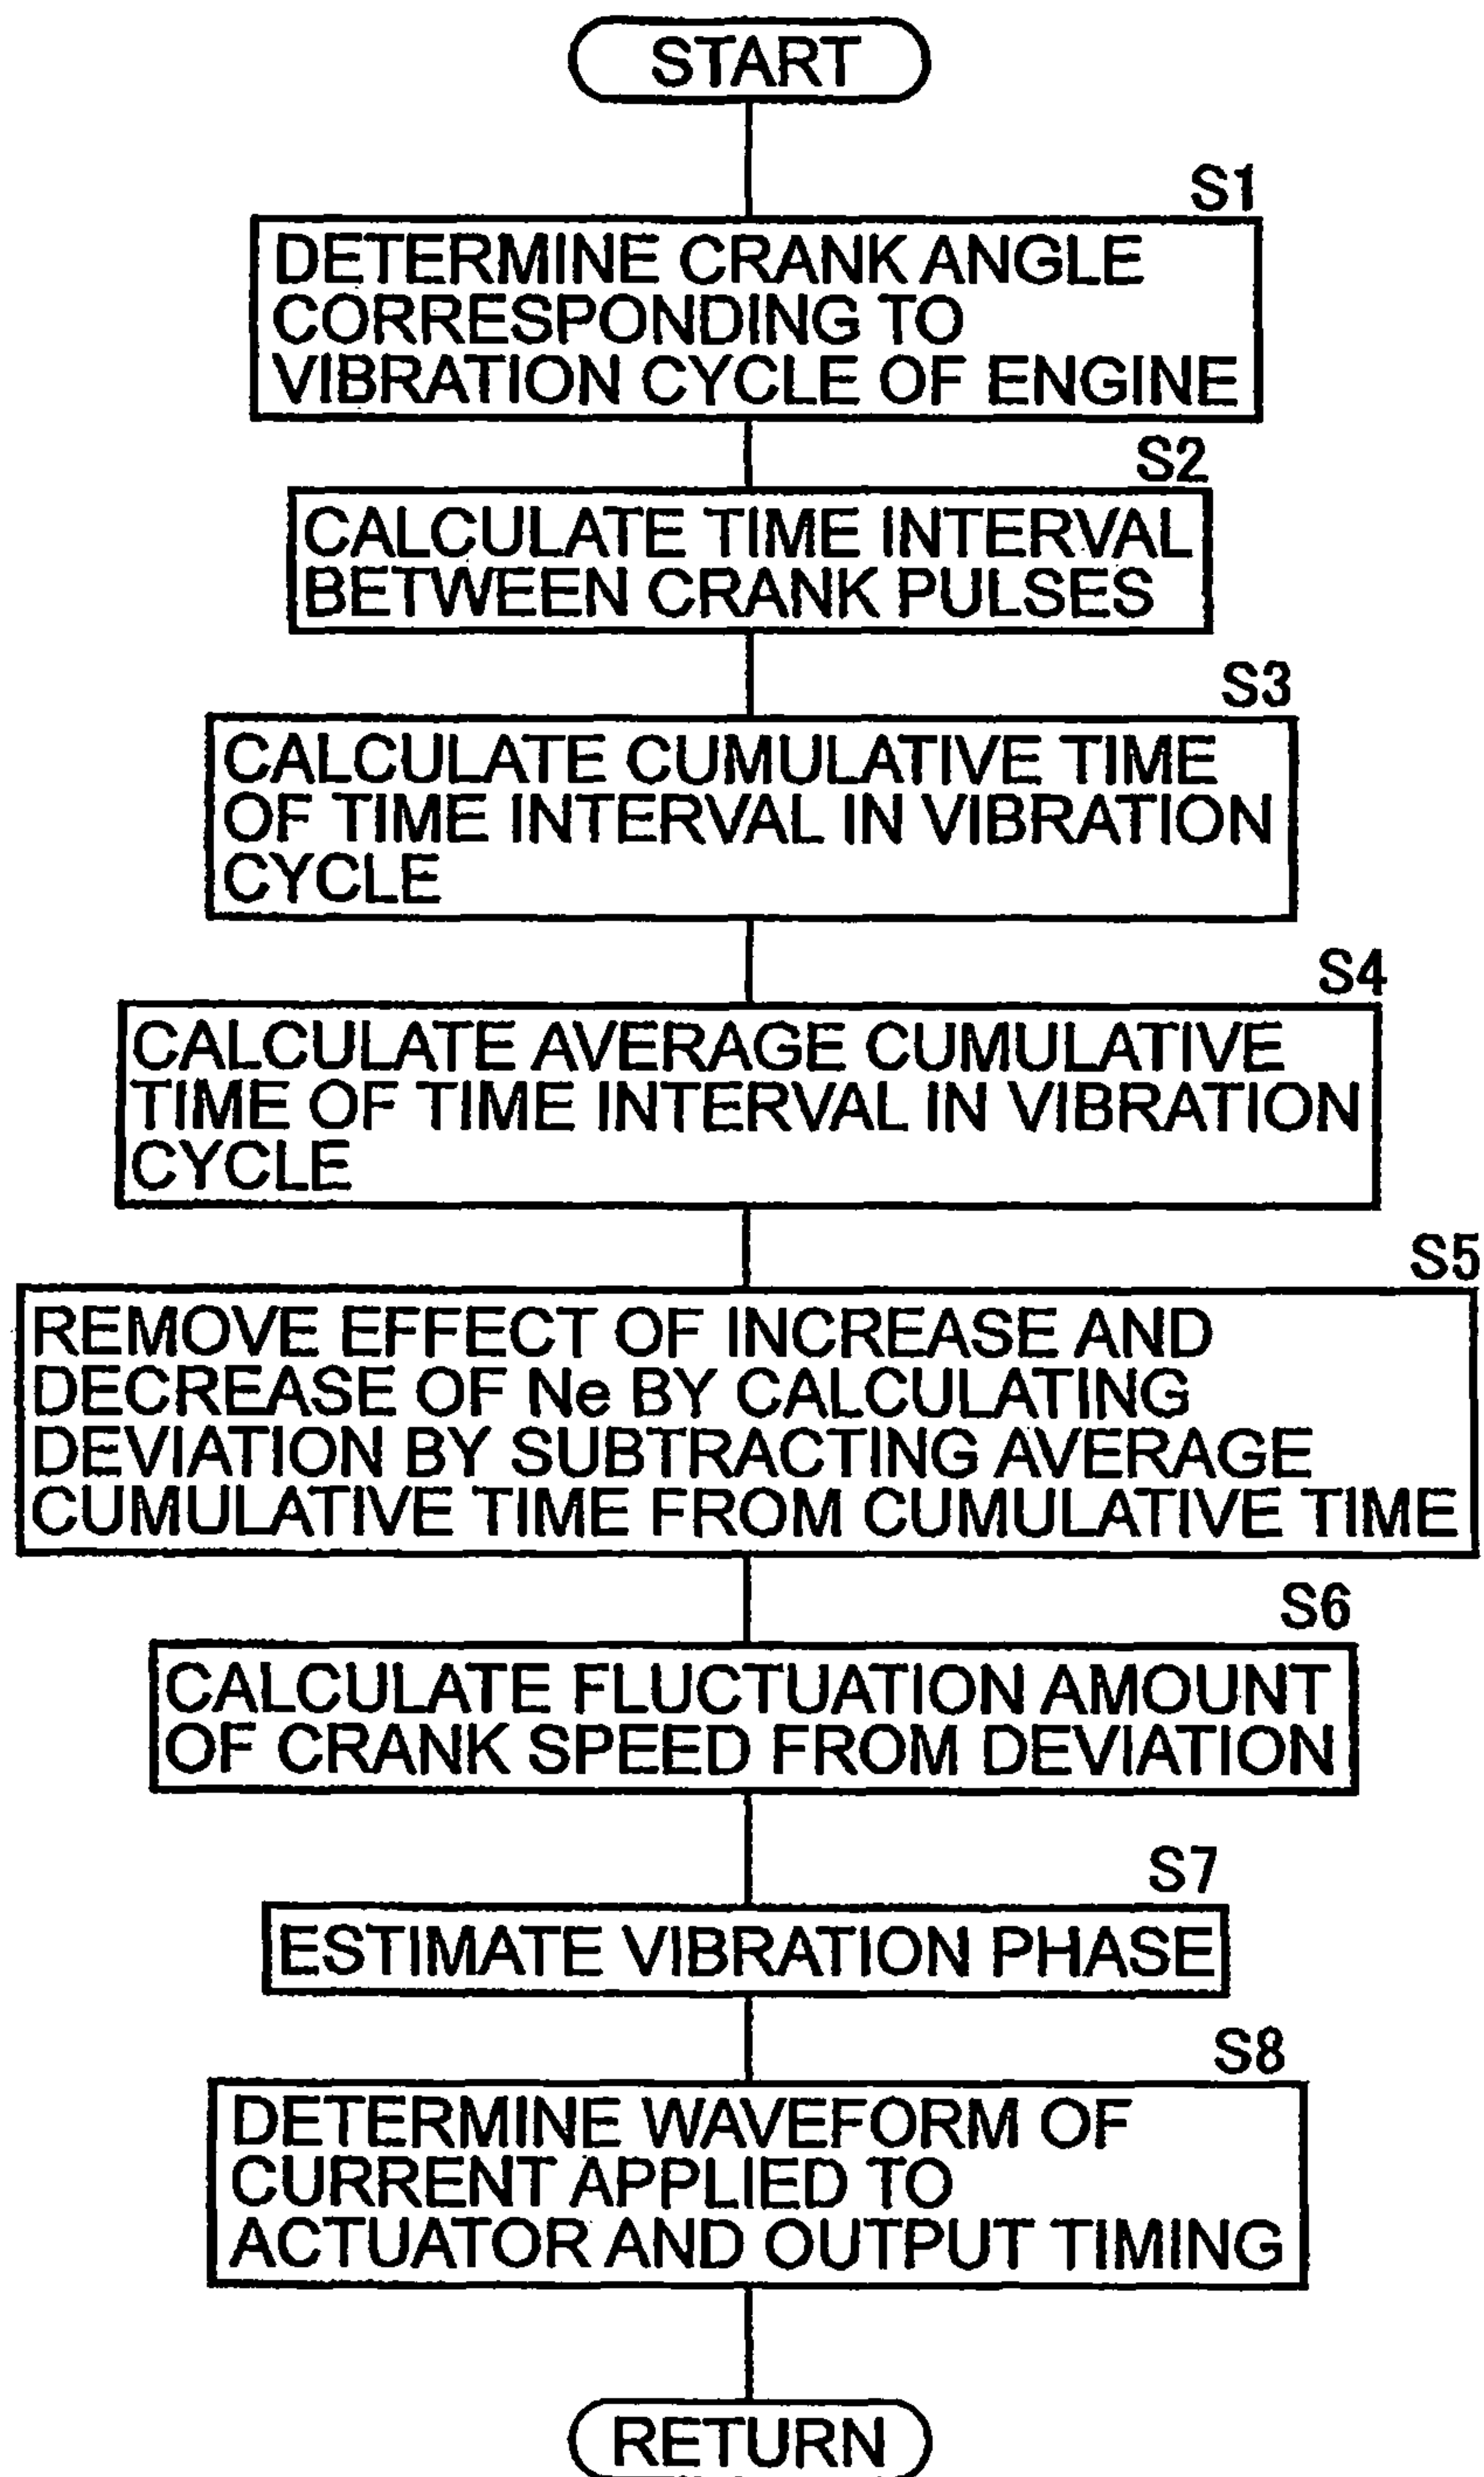 START
S1
DETERMINE CRANK ANGLE
CORRESPONDING TO
VIBRATION CYCLE OF ENGINE
S2
CALCULATE TIME INTERVAL
BETWEEN CRANK PULSES
S3
CALCULATE CUMULATIVE TIME
OF TIME INTERVAL IN VIBRATION
CYCLE
S4
CALCULATE AVERAGE CUMULATIVE
TIME OF TIME INTERVAL IN VIBRATION
CYCLE
S5
REMOVE EFFECT OF INCREASE AND
DECREASE OF Ne BY CALCULATING
DEVIATION BY SUBTRACTING AVERAGE
CUMULATIVE TIME FROM CUMULATIVE TIME
S6
CALCULATE FLUCTUATION AMOUNT
OF CRANK SPEED FROM DEVIATION
S7
ESTIMATE VIBRATION PHASE
S8
DETERMINE WAVEFORM OF
CURRENT APPLIED TO
ACTUATOR AND OUTPUT TIMING
RETURN